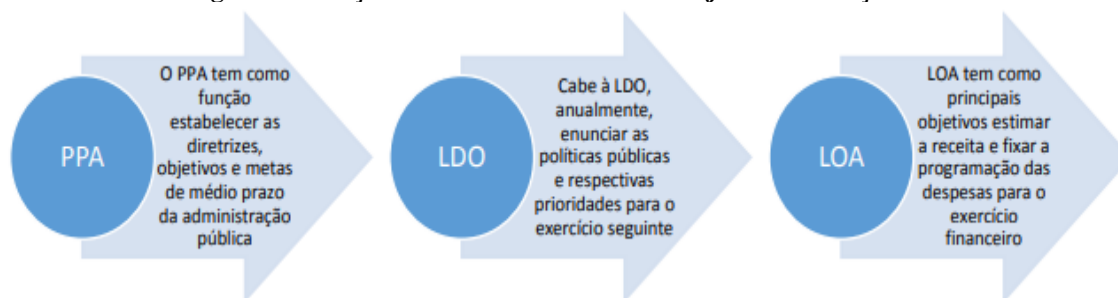 PPA
O PPA tem como
função
estabelecer as
diretrizes,
objetivos e metas
de médio prazo
da administração
pública
LDO
Cabe à LDO,
anualmente,
enunciar as
políticas públicas
e respectivas
prioridades para o
exercício seguinte
LOA
LOA tem como
principais
objetivos estimar
a receita e fixar a
programação das
despesas para o
exercício
financeiro